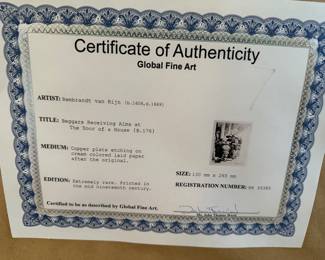 Certificate of Authenticity
Global Fine Art
ARTIST: Rembrandt van Rijn
TITLE: Beggars Receiving Alms at
The Door of a House (B.176)
MEDIUM: Copper plate etching on
cream colored laid paper
after the original.
SIZE:
EDITION: Extremely rare. Printed in
the mid nineteenth century.
REGISTRATION NUMBER:
Certified to be as described by Global Fine Art.